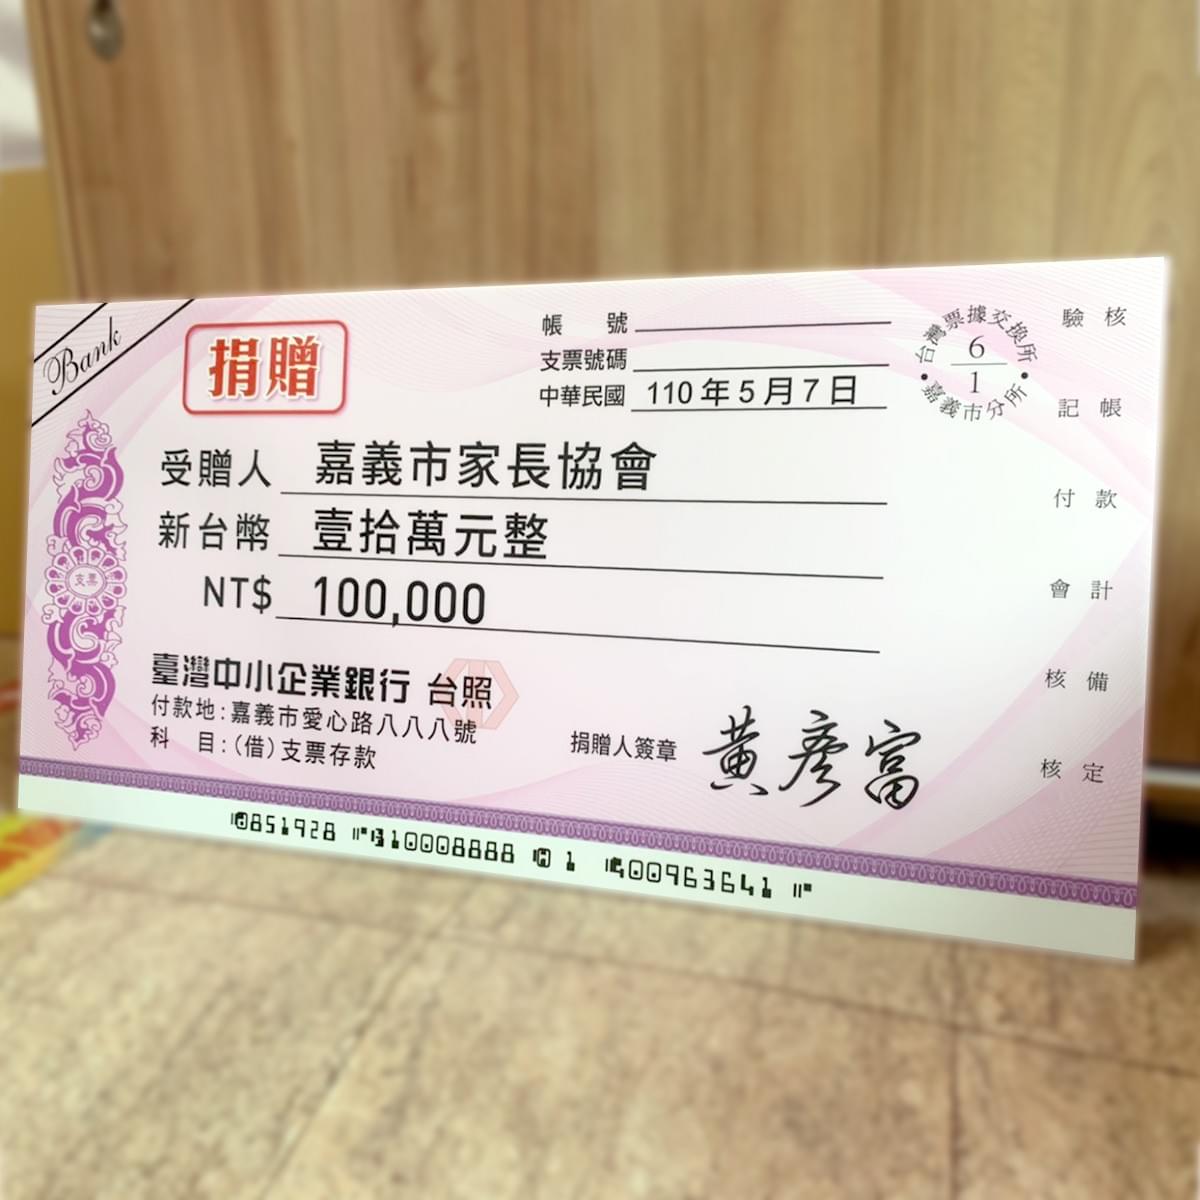 Bank
捐贈
帳 號
支票號碼
中華民國 110年5月7日
台灣票據交換所
6
1
嘉義市分所
受贈人 嘉義市家長協會
新台幣 壹拾萬元整
NT$ 100,000
支票
臺灣中小企業銀行 台照
付款地:嘉義市愛心路八八八號
科 目:(借)支票存款
捐贈人簽章 黃彥富
驗 核
記 帳
付 款
會 計
核 備
核 定
⑈851928 ⑈⑆10008888 ⑈1 ⑆00963641 ⑈